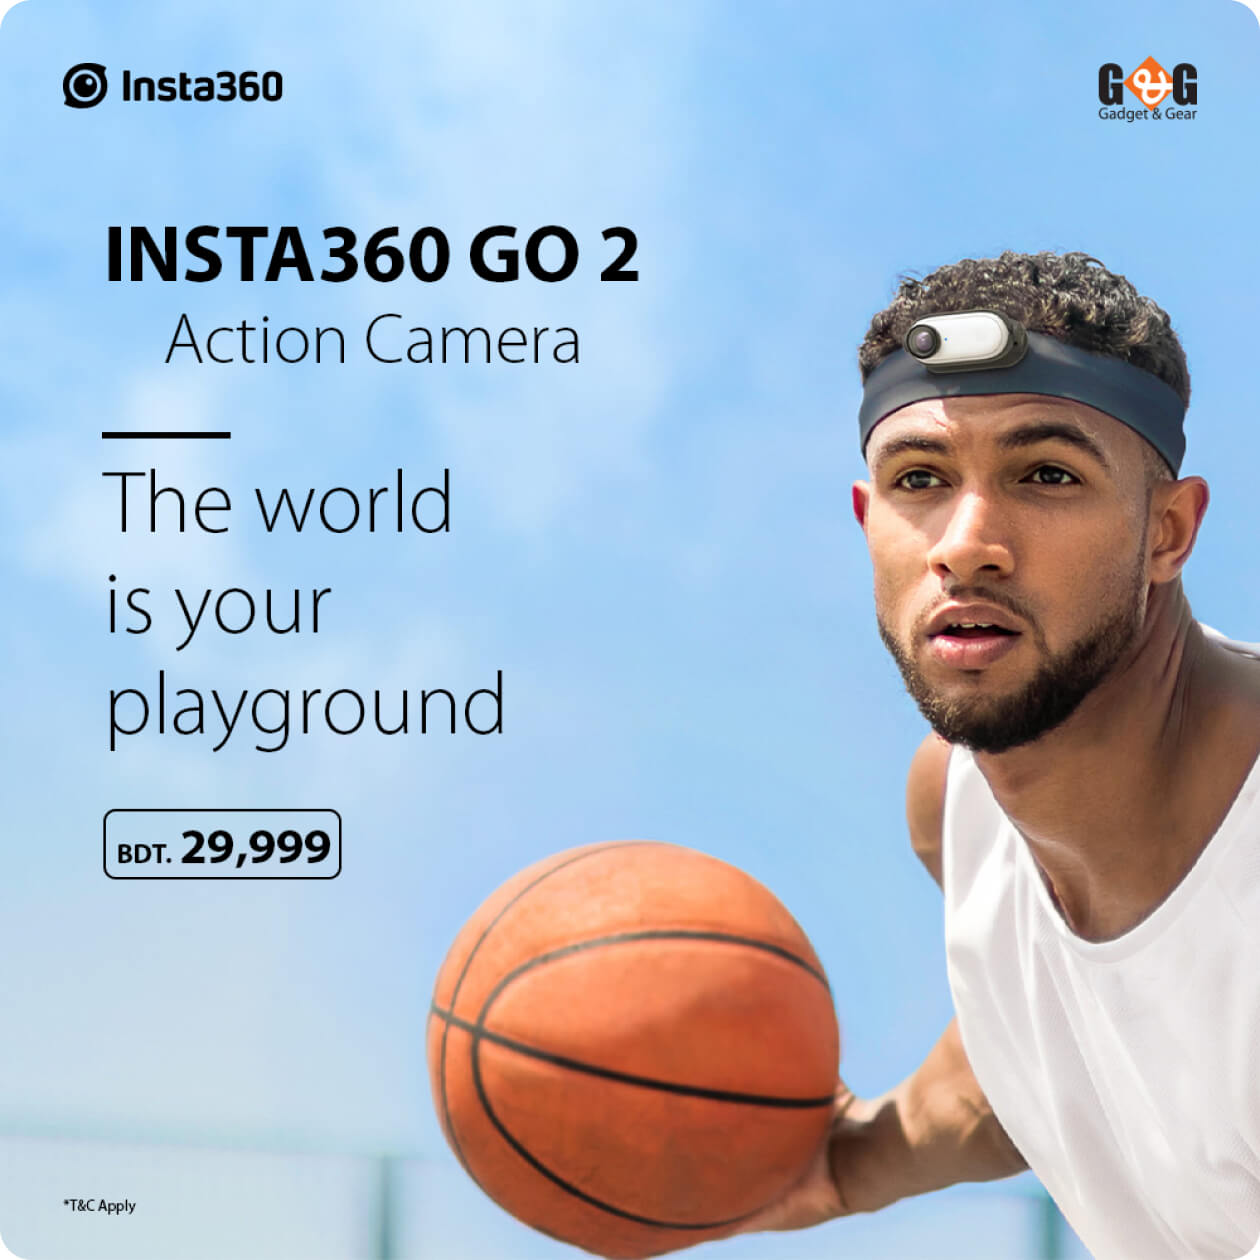 Insta360
G&G
Gadget & Gear
INSTA360 GO 2
Action Camera
The world
is your
playground
BDT. 29,999
*T&C Apply